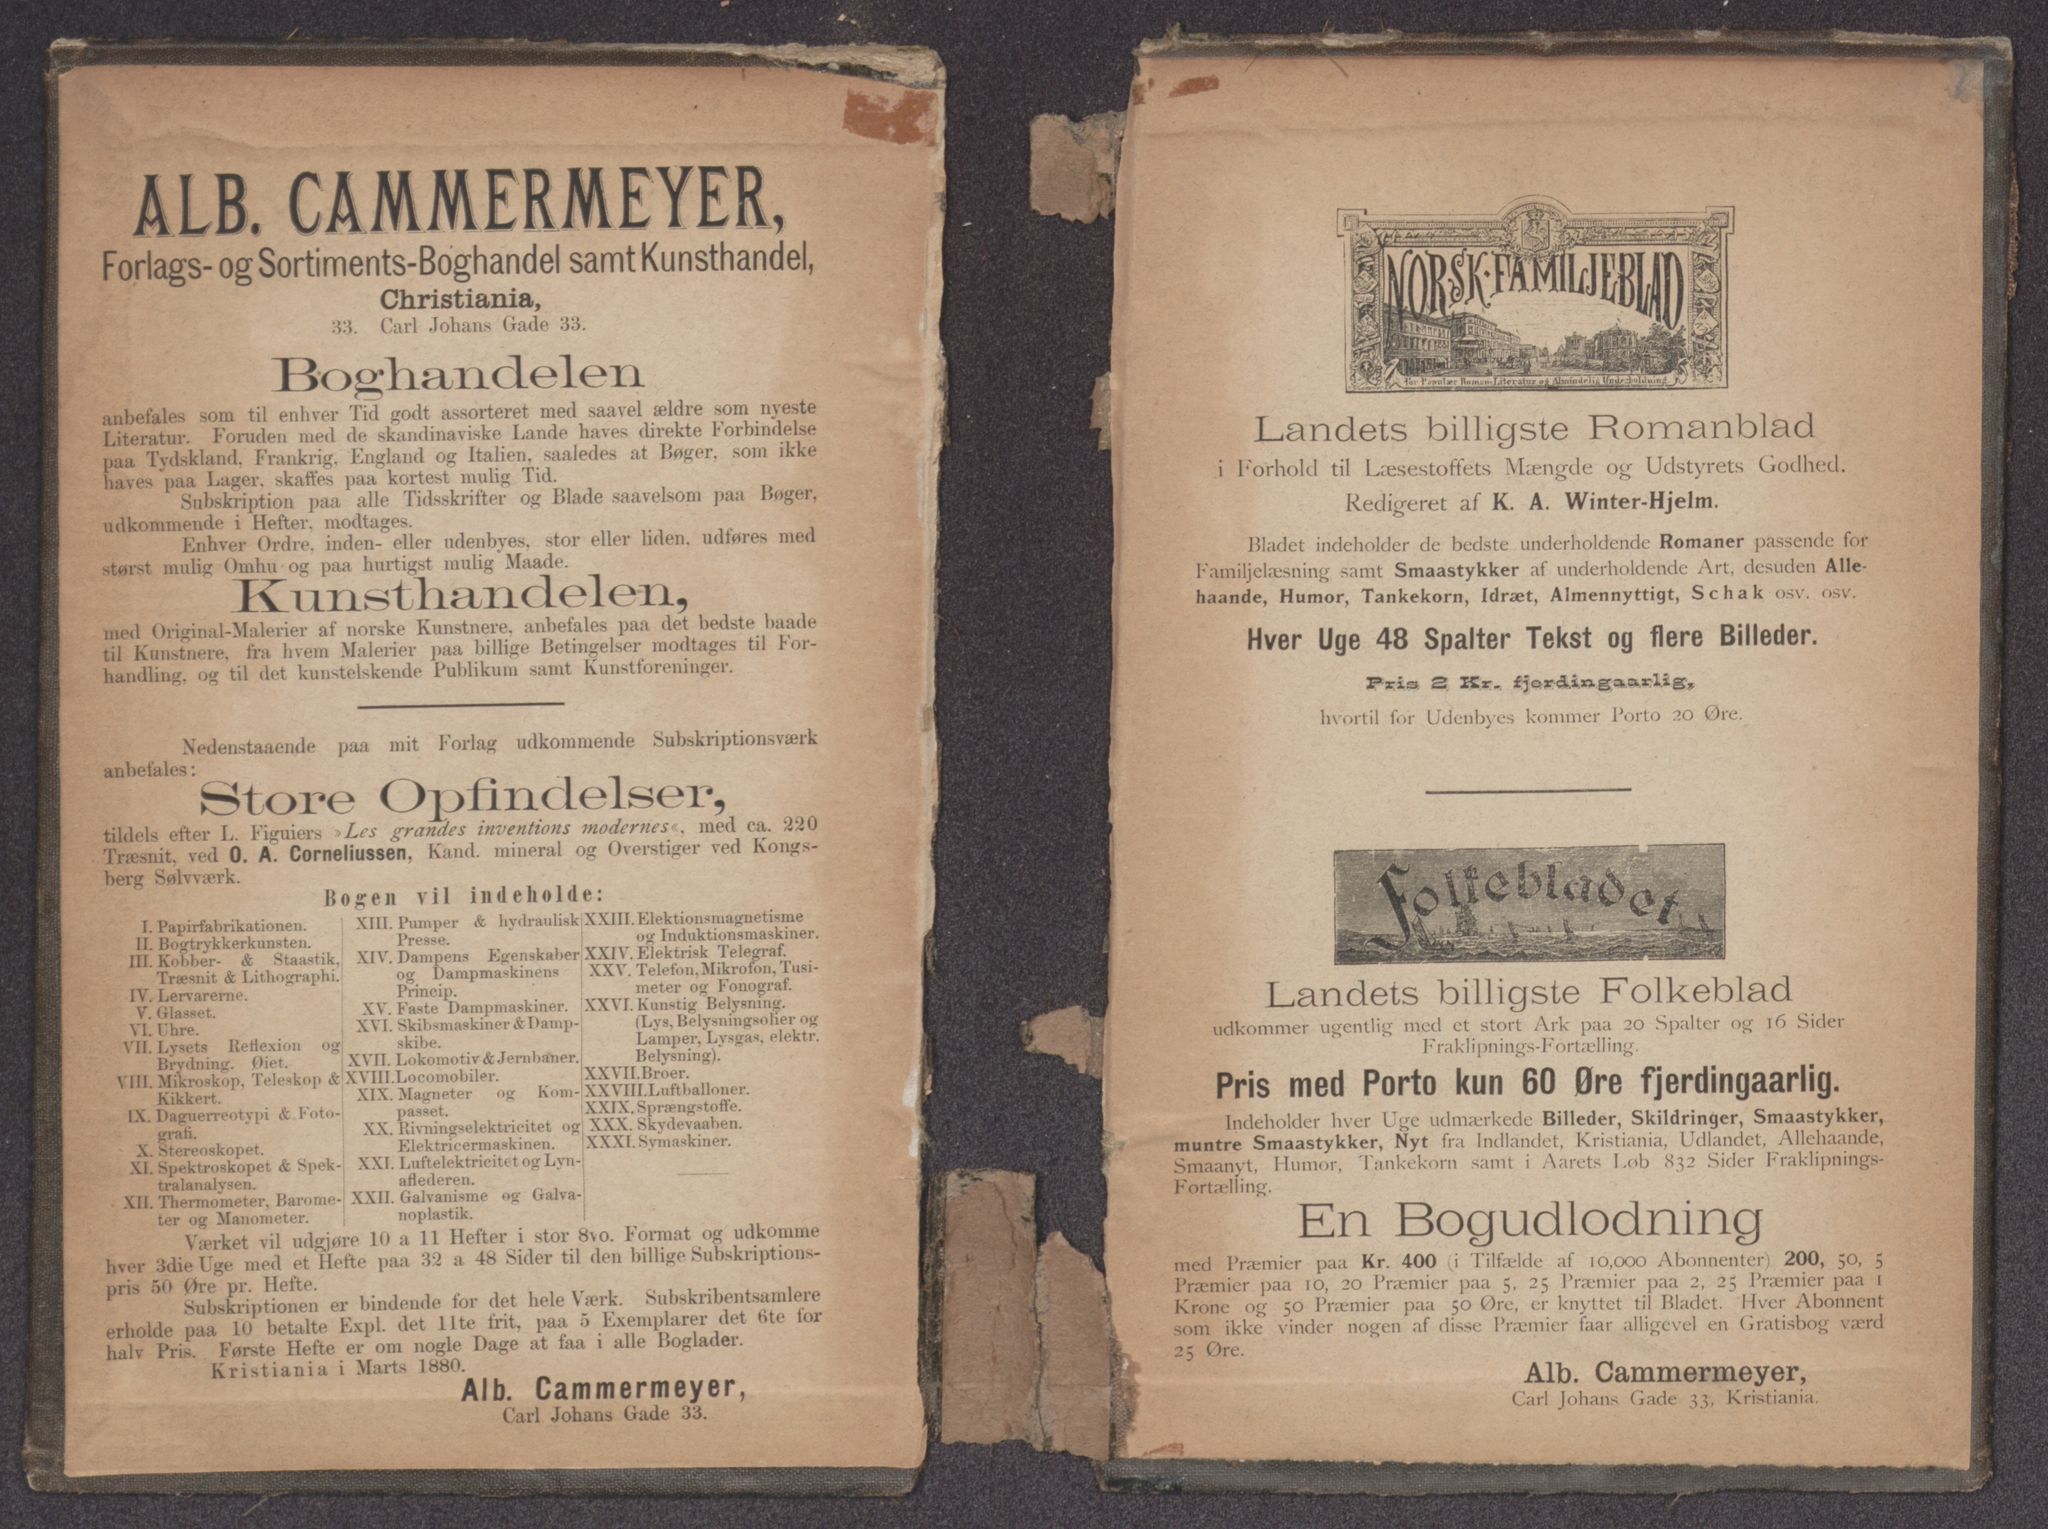 ALB. CAMMERMEYER,
Forlags- og Sortiments-Boghandel samt Kunsthandel,
Christiania,
33. Carl Johans Gade 33.
Boghandelen
anbefales som til enhver Tid godt assorteret med saavel ældre som nyeste
Literatur. Foruden med de skandinaviske Lande haves direkte Forbindelse
paa Tydskland, Frankrig, England og Italien, saaledes at Bøger, som ikke
haves paa Lager, skaffes paa kortest mulig Tid.
Subskription paa alle Tidsskrifter og Blade saavelsom paa Bøger,
udkommende i Hefter, modtages.
Enhver Ordre, inden- eller udenbyes, stor eller liden, udføres med
størst mulig Omhu og paa hurtigst mulig Maade.
Kunsthandelen,
med Original-Malerier af norske Kunstnere, anbefales paa det bedste baade
til Kunstnere, fra hvem Malerier paa billige Betingelser modtages til For-
handling, og til det kunstelskende Publikum samt Kunstforeninger.
Nedenstaaende paa mit Forlag udkommende Subskriptionsværk
anbefales:
Store Opfindelser,
tildels efter L. Figuiers »Les grandes inventions modernes«, med ca. 220
Træsnit, ved O. A. Corneliussen, Kand. mineral og Overstiger ved Kongs-
berg Sølvværk.
Bogen vil indeholde:
I. Papirfabrikationen.
II. Bogtrykkerkunsten.
III. Kobber- & Staastik,
Træsnit & Lithographi.
IV. Lervarerne.
V. Glasset.
VI. Uhre.
VII. Lysets Reflexion og
Brydning. Øiet.
VIII. Mikroskop, Teleskop &
Kikkert.
IX. Daguerreotypi & Foto-
grafi.
X. Stereoskopet.
XI. Spektroskopet & Spek-
tralanalysen.
XII. Thermometer, Barome-
ter og Manometer.
XIII. Pumper & hydraulisk
Presse.
XIV. Dampens Egenskaber
og Dampmaskinens
Princip.
XV. Faste Dampmaskiner.
XVI. Skibsmaskiner & Damp-
skibe.
XVII. Lokomotiv & Jernbaner.
XVIII. Locomobiler.
XIX. Magneter og Kom-
passet.
XX. Rivningselektricitet og
Elektricermaskinen.
XXI. Luftelektricitet og Lyn-
aflederen.
XXII. Galvanisme og Galva-
noplastik.
XXIII. Elektionsmagnetisme
og Induktionsmaskiner.
XXIV. Elektrisk Telegraf.
XXV. Telefon, Mikrofon, Tusi-
meter og Fonograf.
XXVI. Kunstig Belysning.
(Lys, Belysningsolier og
Lamper, Lysgas, elektr.
Belysning).
XXVII. Broer.
XXVIII. Luftballoner.
XXIX. Sprængstoffe.
XXX. Skydevaaben.
XXXI. Symaskiner.
Værket vil udgjøre 10 a 11 Hefter i stor 8vo. Format og udkomme
hver 3die Uge med et Hefte paa 32 a 48 Sider til den billige Subskriptions-
pris 50 Øre pr. Hefte.
Subskriptionen er bindende for det hele Værk. Subskribentsamlere
erholde paa 10 betalte Expl. det 11te frit, paa 5 Exemplarer det 6te for
halv Pris. Første Hefte er om nogle Dage at faa i alle Boglader.
Kristiania i Marts 1880.
Alb. Cammermeyer,
Carl Johans Gade 33.
NORSK FAMILJEBLAD
for Populær Roman-Literatur og Almindelig Underholdning
Landets billigste Romanblad
i Forhold til Læsestoffets Mængde og Udstyrets Godhed.
Redigeret af K. A. Winter-Hjelm.
Bladet indeholder de bedste underholdende Romaner passende for
Familjelæsning samt Smaastykker af underholdende Art, desuden Alle-
haande, Humor, Tankekorn, Idræt, Almennyttigt, Schak osv. osv.
Hver Uge 48 Spalter Tekst og flere Billeder.
Pris 2 Kr. fjerdingaarlig,
hvortil for Udenbyes kommer Porto 20 Øre.
Folkebladet
Landets billigste Folkeblad
udkommer ugentlig med et stort Ark paa 20 Spalter og 16 Sider
Fraklipnings-Fortælling.
Pris med Porto kun 60 Øre fjerdingaarlig.
Indeholder hver Uge udmærkede Billeder, Skildringer, Smaastykker,
muntre Smaastykker, Nyt fra Indlandet, Kristiania, Udlandet, Allehaande,
Smaanyt, Humor, Tankekorn samt i Aarets Løb 832 Sider Fraklipnings-
Fortælling.
En Bogudlodning
med Præmier paa Kr. 400 (i Tilfælde af 10,000 Abonnenter) 200, 50, 5
Præmier paa 10, 20 Præmier paa 5, 25 Præmier paa 2, 25 Præmier paa 1
Krone og 50 Præmier paa 50 Øre, er knyttet til Bladet. Hver Abonnent
som ikke vinder nogen af disse Præmier faar alligevel en Gratisbog værd
25 Øre.
Alb. Cammermeyer,
Carl Johans Gade 33, Kristiania.